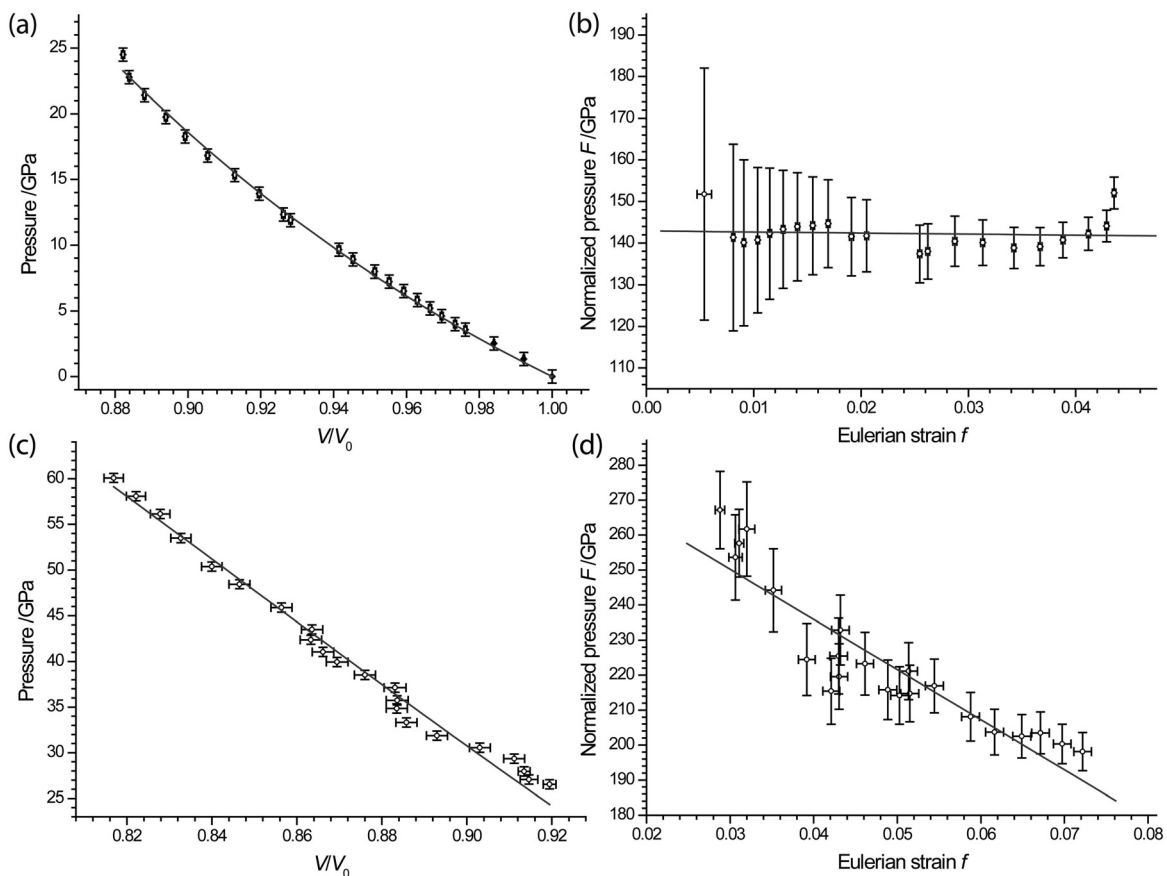 (a)
Pressure /GPa
25
20
15
10
5
0
0.88 0.90 0.92 0.94 0.96 0.98 1.00
V/V0
(b)
Normalized pressure F /GPa
190
180
170
160
150
140
130
120
110
0.00 0.01 0.02 0.03 0.04
Eulerian strain f
(c)
Pressure /GPa
60
55
50
45
40
35
30
25
0.82 0.84 0.86 0.88 0.90 0.92
V/V0
(d)
Normalized pressure F /GPa
280
270
260
250
240
230
220
210
200
190
180
0.02 0.03 0.04 0.05 0.06 0.07 0.08
Eulerian strain f